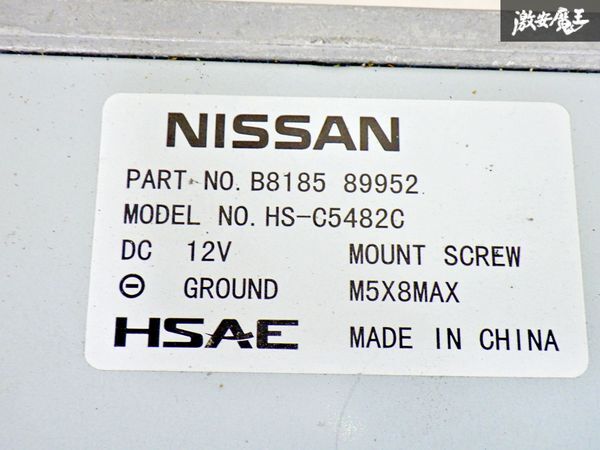 激安魔王
NISSAN
PART NO. B8185 89952
MODEL NO. HS-C5482C
DC 12V MOUNT SCREW
⊖ GROUND M5X8MAX
HSAE MADE IN CHINA